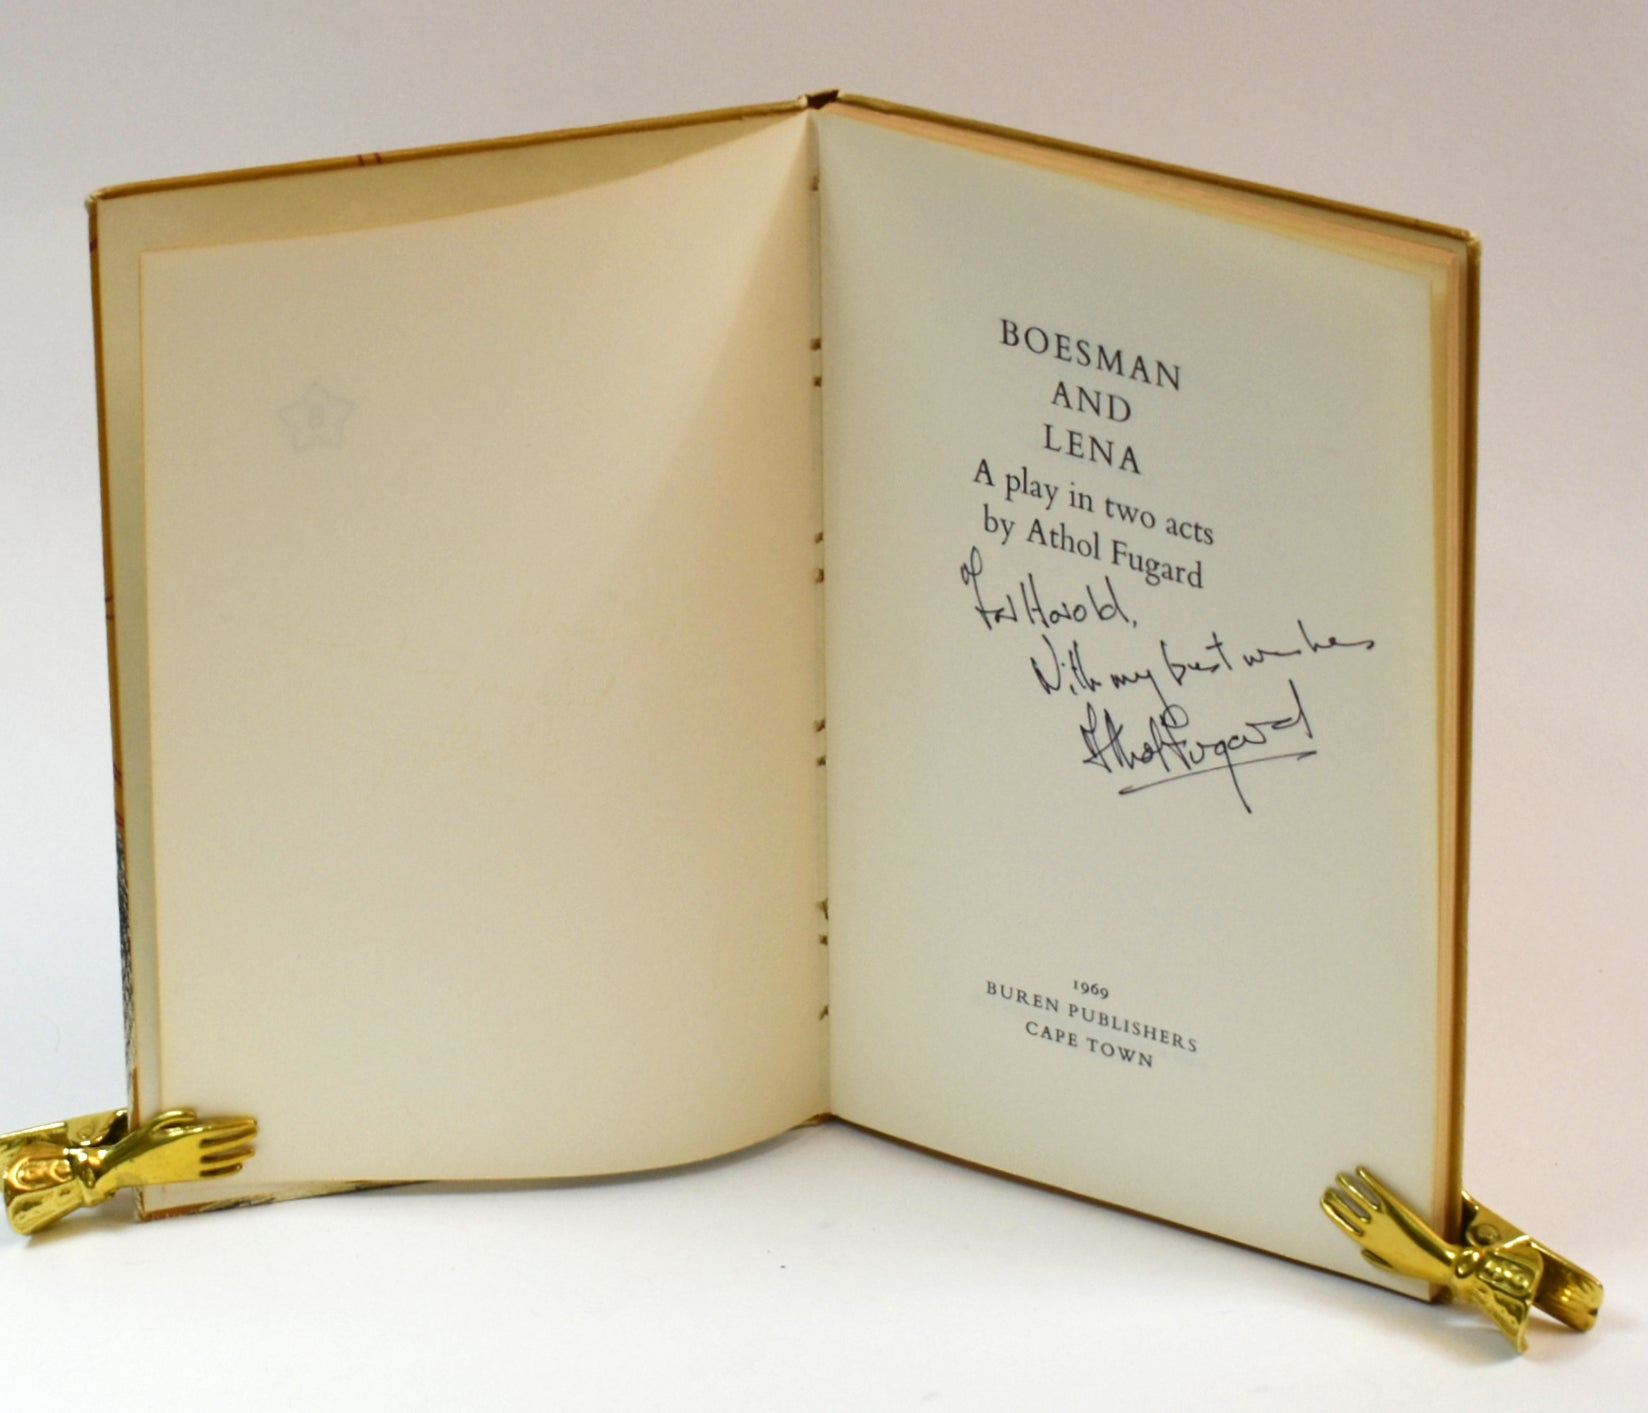 BOESMAN
AND
LENA
A play in two acts
by Athol Fugard
For Harold,
With my best wishes
Athol Fugard
1969
BUREN PUBLISHERS
CAPE TOWN